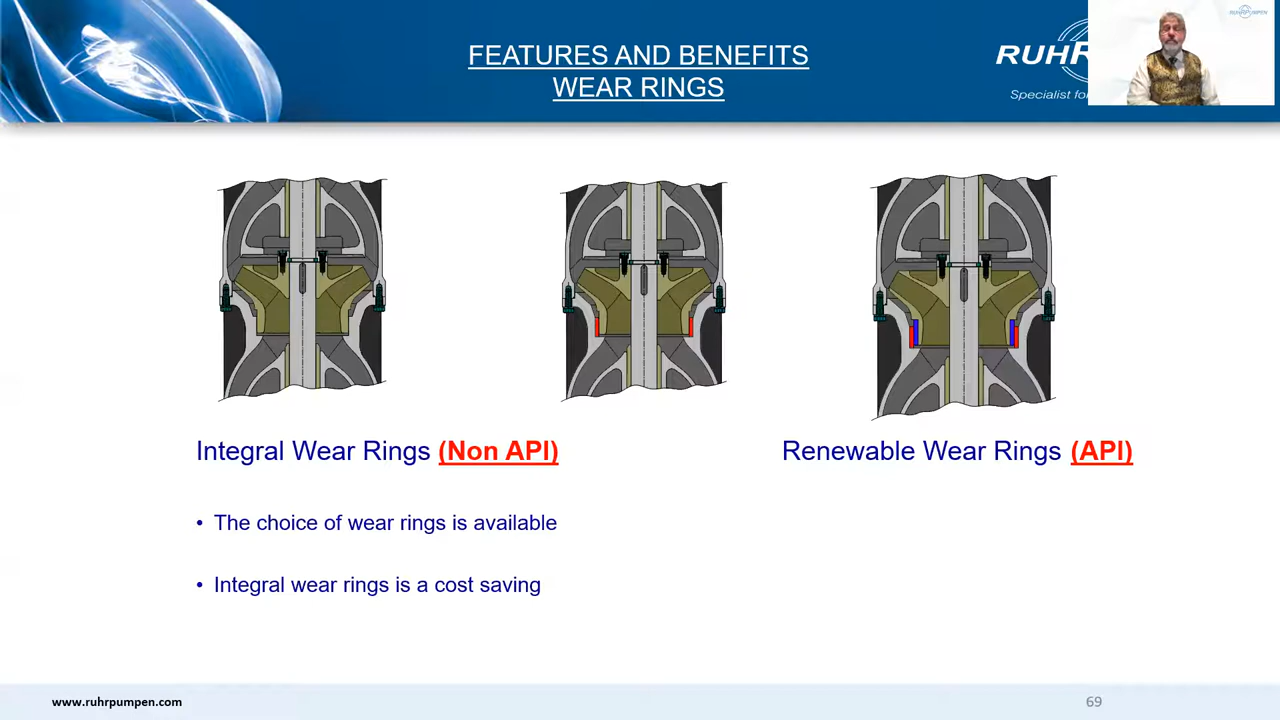 FEATURES AND BENEFITS
WEAR RINGS
RUHR
Specialist for
RUHRPUMPEN
Integral Wear Rings (Non API)
Renewable Wear Rings (API)
• The choice of wear rings is available
• Integral wear rings is a cost saving
www.ruhrpumpen.com
69